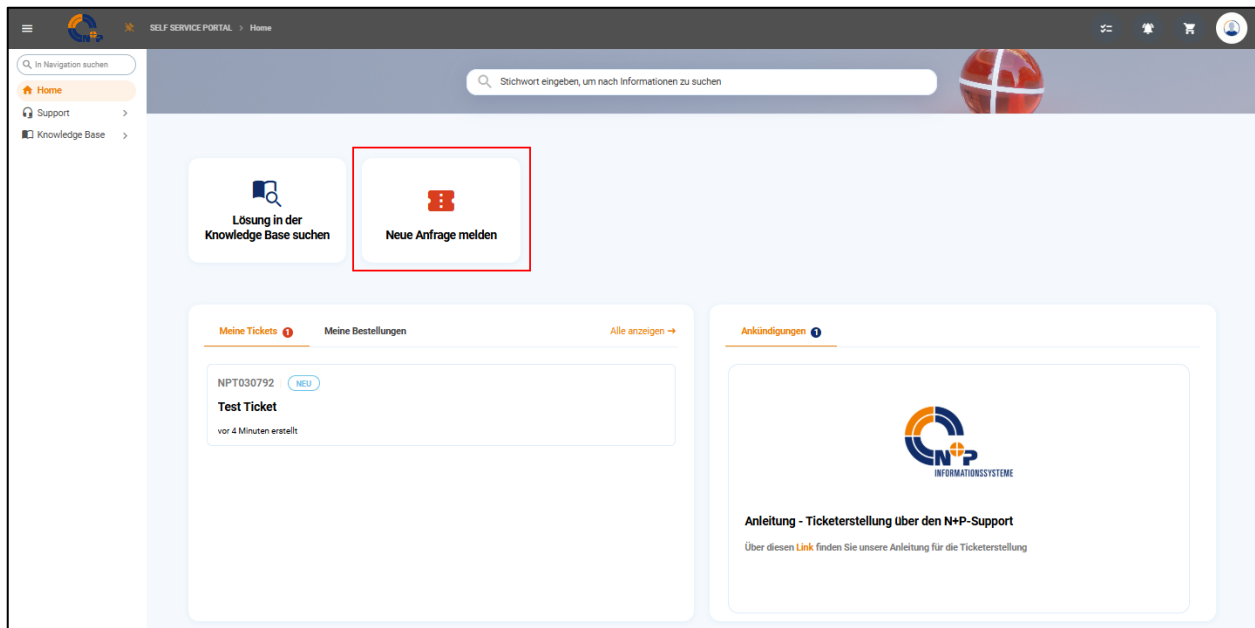 N+P
SELF SERVICE PORTAL > Home
In Navigation suchen
Home
Support
Knowledge Base
Stichwort eingeben, um nach Informationen zu suchen
Lösung in der
Knowledge Base suchen
Neue Anfrage melden
Meine Tickets 1
Meine Bestellungen
Alle anzeigen →
NPT030792 NEU
Test Ticket
vor 4 Minuten erstellt
Ankündigungen 1
N+P
INFORMATIONSSYSTEME
Anleitung - Ticketerstellung über den N+P-Support
Über diesen Link finden Sie unsere Anleitung für die Ticketerstellung